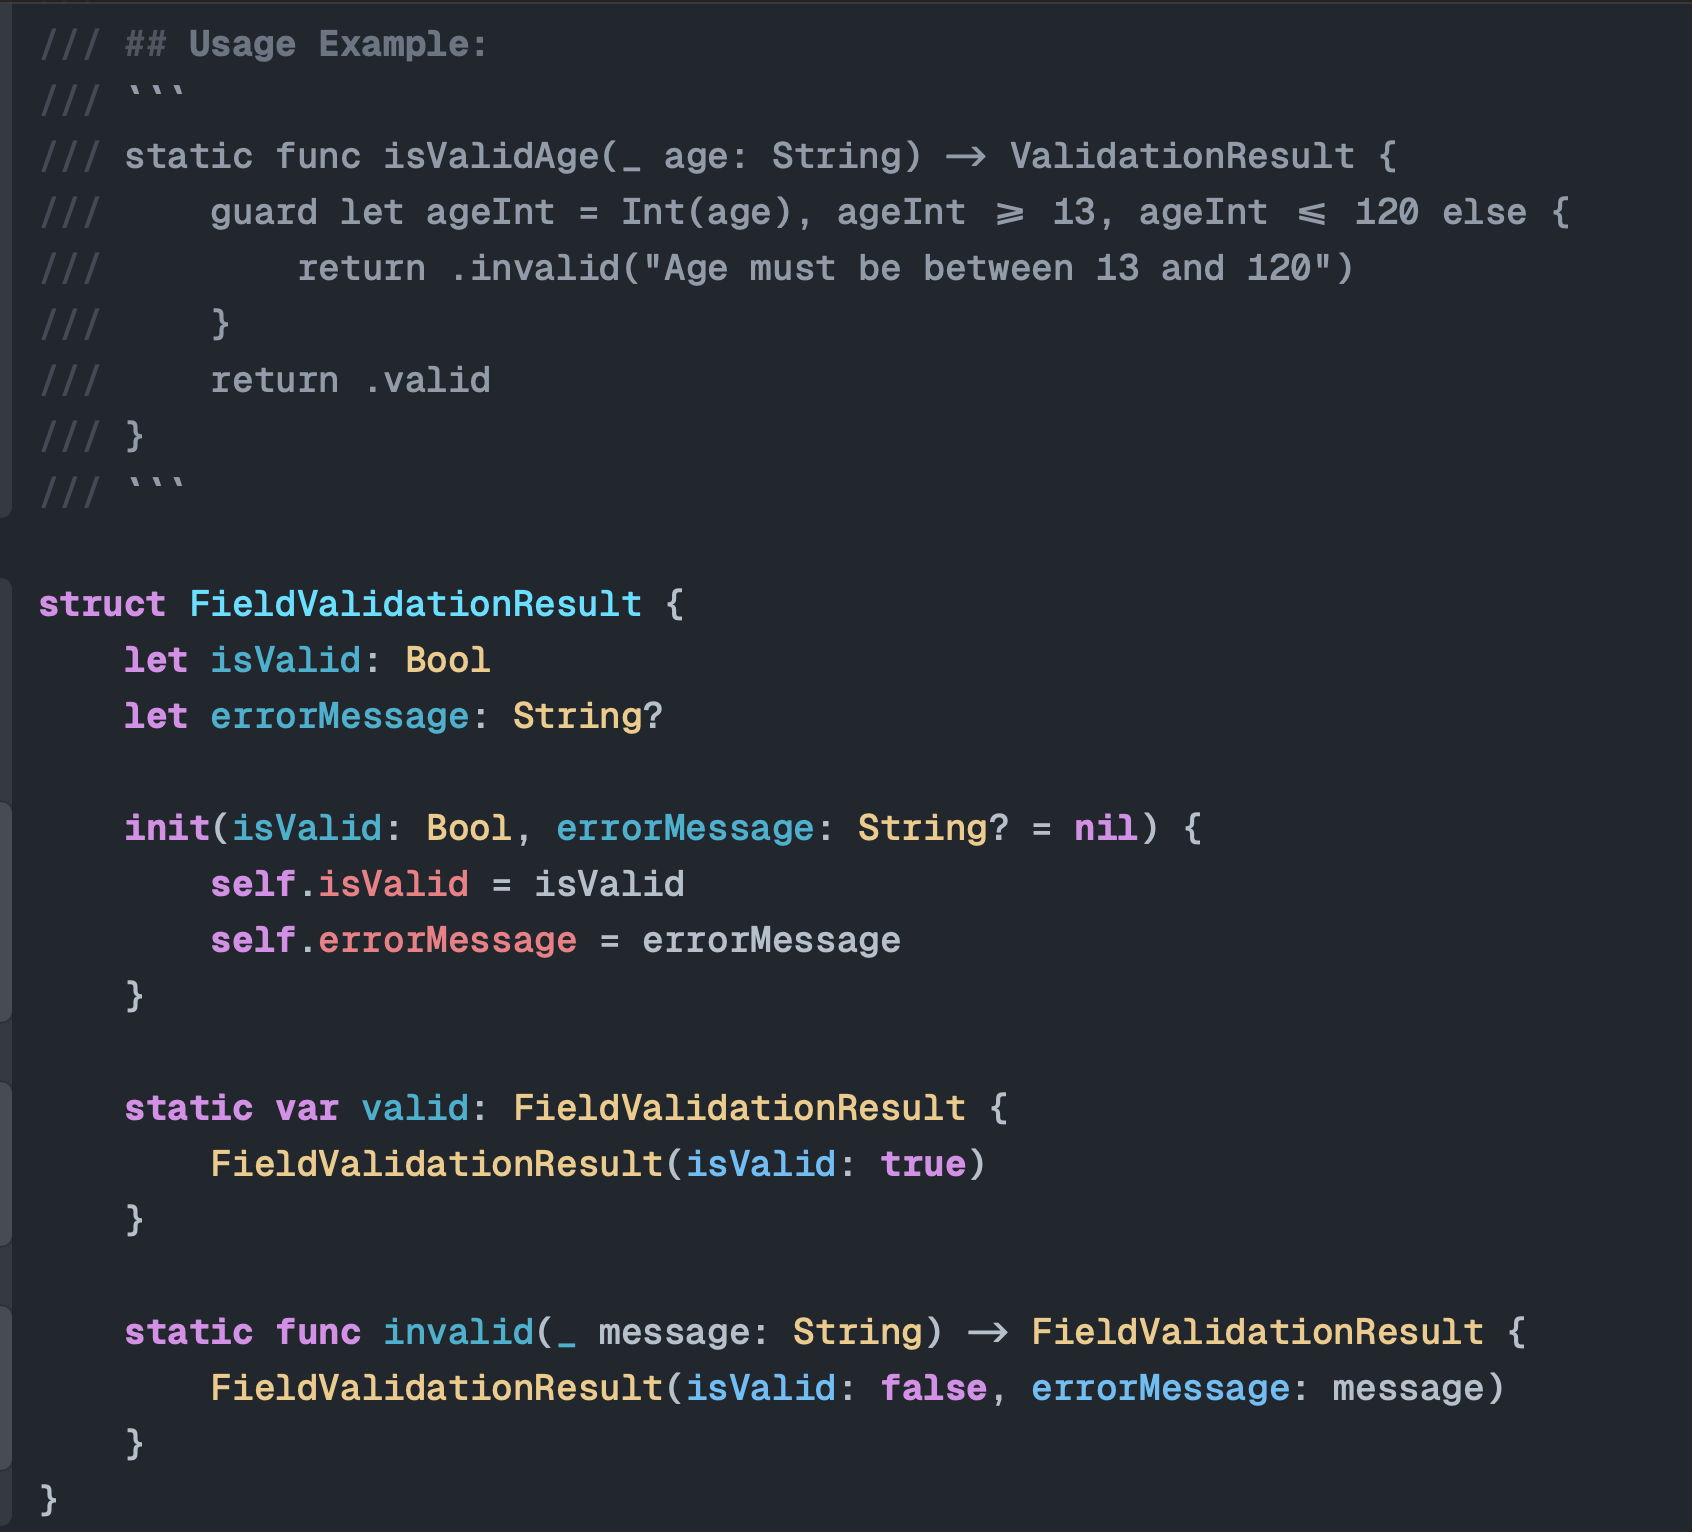 /// ## Usage Example:
/// ```
/// static func isValidAge(_ age: String) -> ValidationResult {
///     guard let ageInt = Int(age), ageInt >= 13, ageInt <= 120 else {
///         return .invalid("Age must be between 13 and 120")
///     }
///     return .valid
/// }
/// ```
struct FieldValidationResult {
    let isValid: Bool
    let errorMessage: String?
    init(isValid: Bool, errorMessage: String? = nil) {
        self.isValid = isValid
        self.errorMessage = errorMessage
    }
    static var valid: FieldValidationResult {
        FieldValidationResult(isValid: true)
    }
    static func invalid(_ message: String) -> FieldValidationResult {
        FieldValidationResult(isValid: false, errorMessage: message)
    }
}